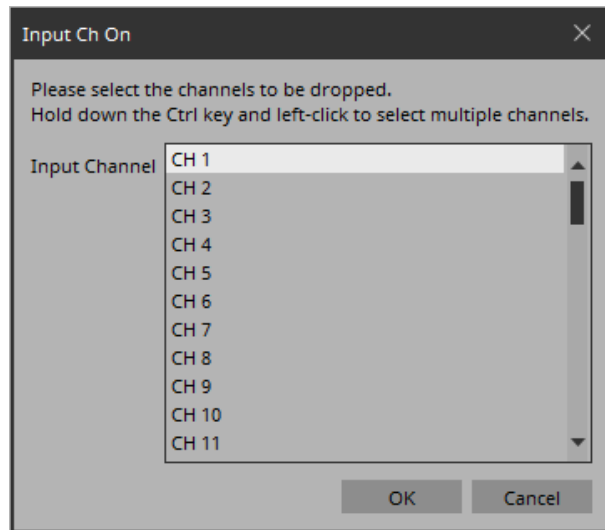 Input Ch On
Please select the channels to be dropped.
Hold down the Ctrl key and left-click to select multiple channels.
Input Channel
CH 1
CH 2
CH 3
CH 4
CH 5
CH 6
CH 7
CH 8
CH 9
CH 10
CH 11
OK Cancel